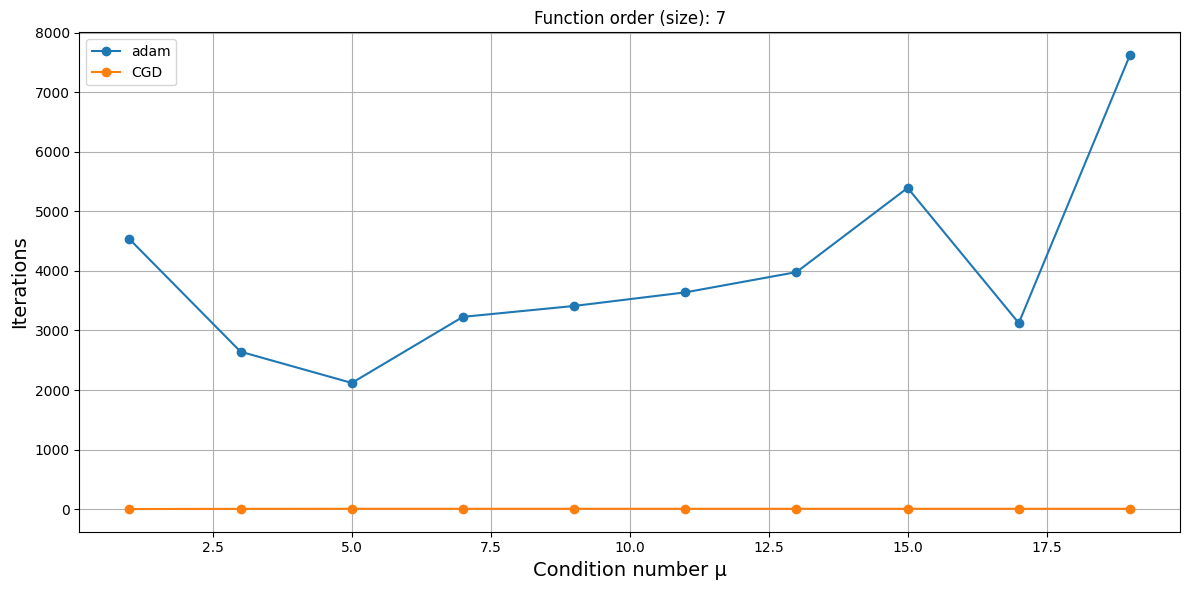 Function order (size): 7
adam
CGD
8000
7000
6000
5000
4000
3000
2000
1000
0
Iterations
2.5 5.0 7.5 10.0 12.5 15.0 17.5
Condition number μ